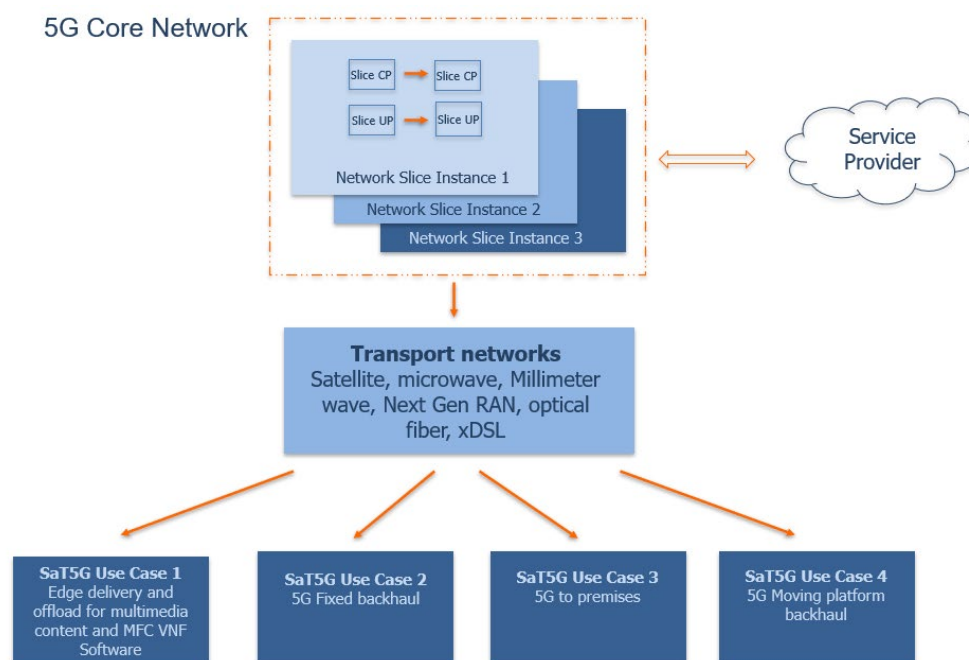 5G Core Network
Slice CP
Slice CP
Slice UP
Slice UP
Network Slice Instance 1
Network Slice Instance 2
Network Slice Instance 3
Service
Provider
Transport networks
Satellite, microwave, Millimeter
wave, Next Gen RAN, optical
fiber, xDSL
SaT5G Use Case 1
Edge delivery and
offload for multimedia
content and MFC VNF
Software
SaT5G Use Case 2
5G Fixed backhaul
SaT5G Use Case 3
5G to premises
SaT5G Use Case 4
5G Moving platform
backhaul